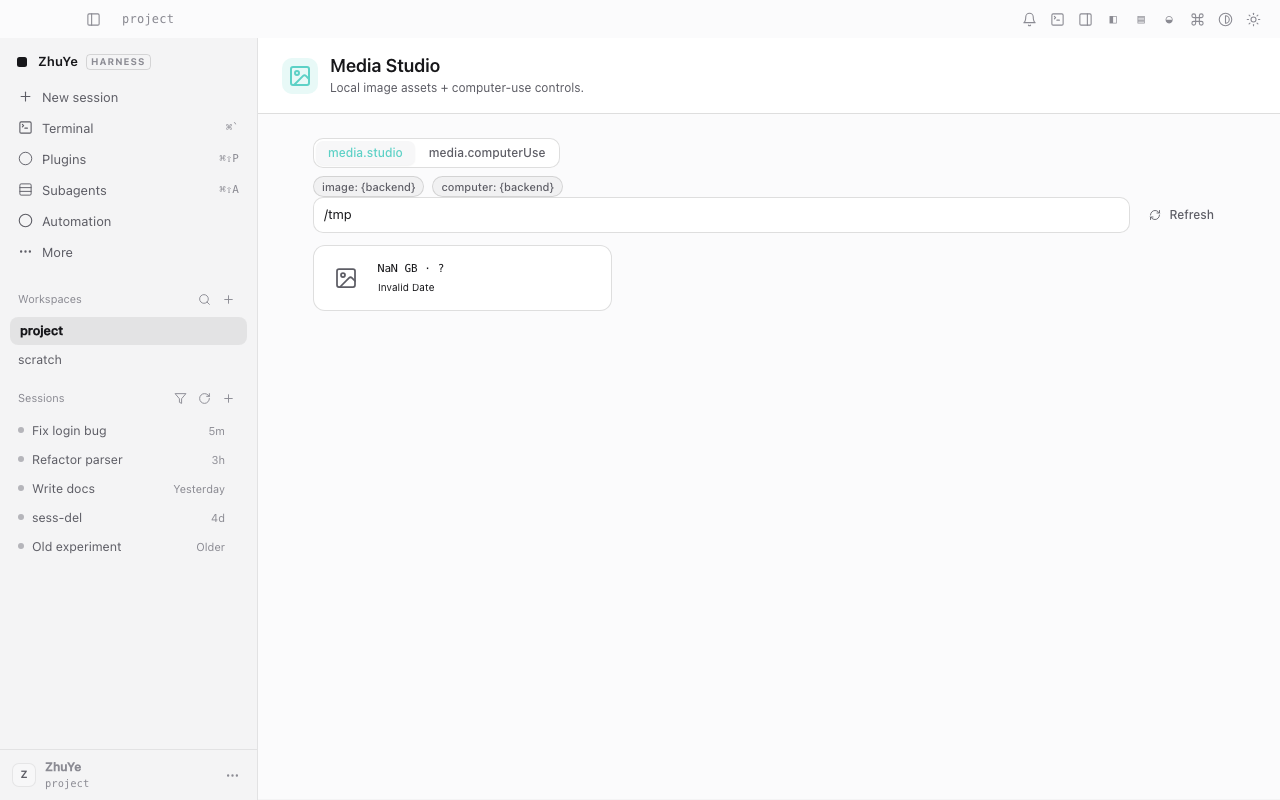 project
ZhuYe HARNESS
New session
Terminal ⌘`
Plugins ⌘⇧P
Subagents ⌘⇧A
Automation
More
Workspaces
project
scratch
Sessions
Fix login bug 5m
Refactor parser 3h
Write docs Yesterday
sess-del 4d
Old experiment Older
Z
ZhuYe
project
Media Studio
Local image assets + computer-use controls.
media.studio media.computerUse
image: {backend} computer: {backend}
/tmp Refresh
NaN GB · ?
Invalid Date